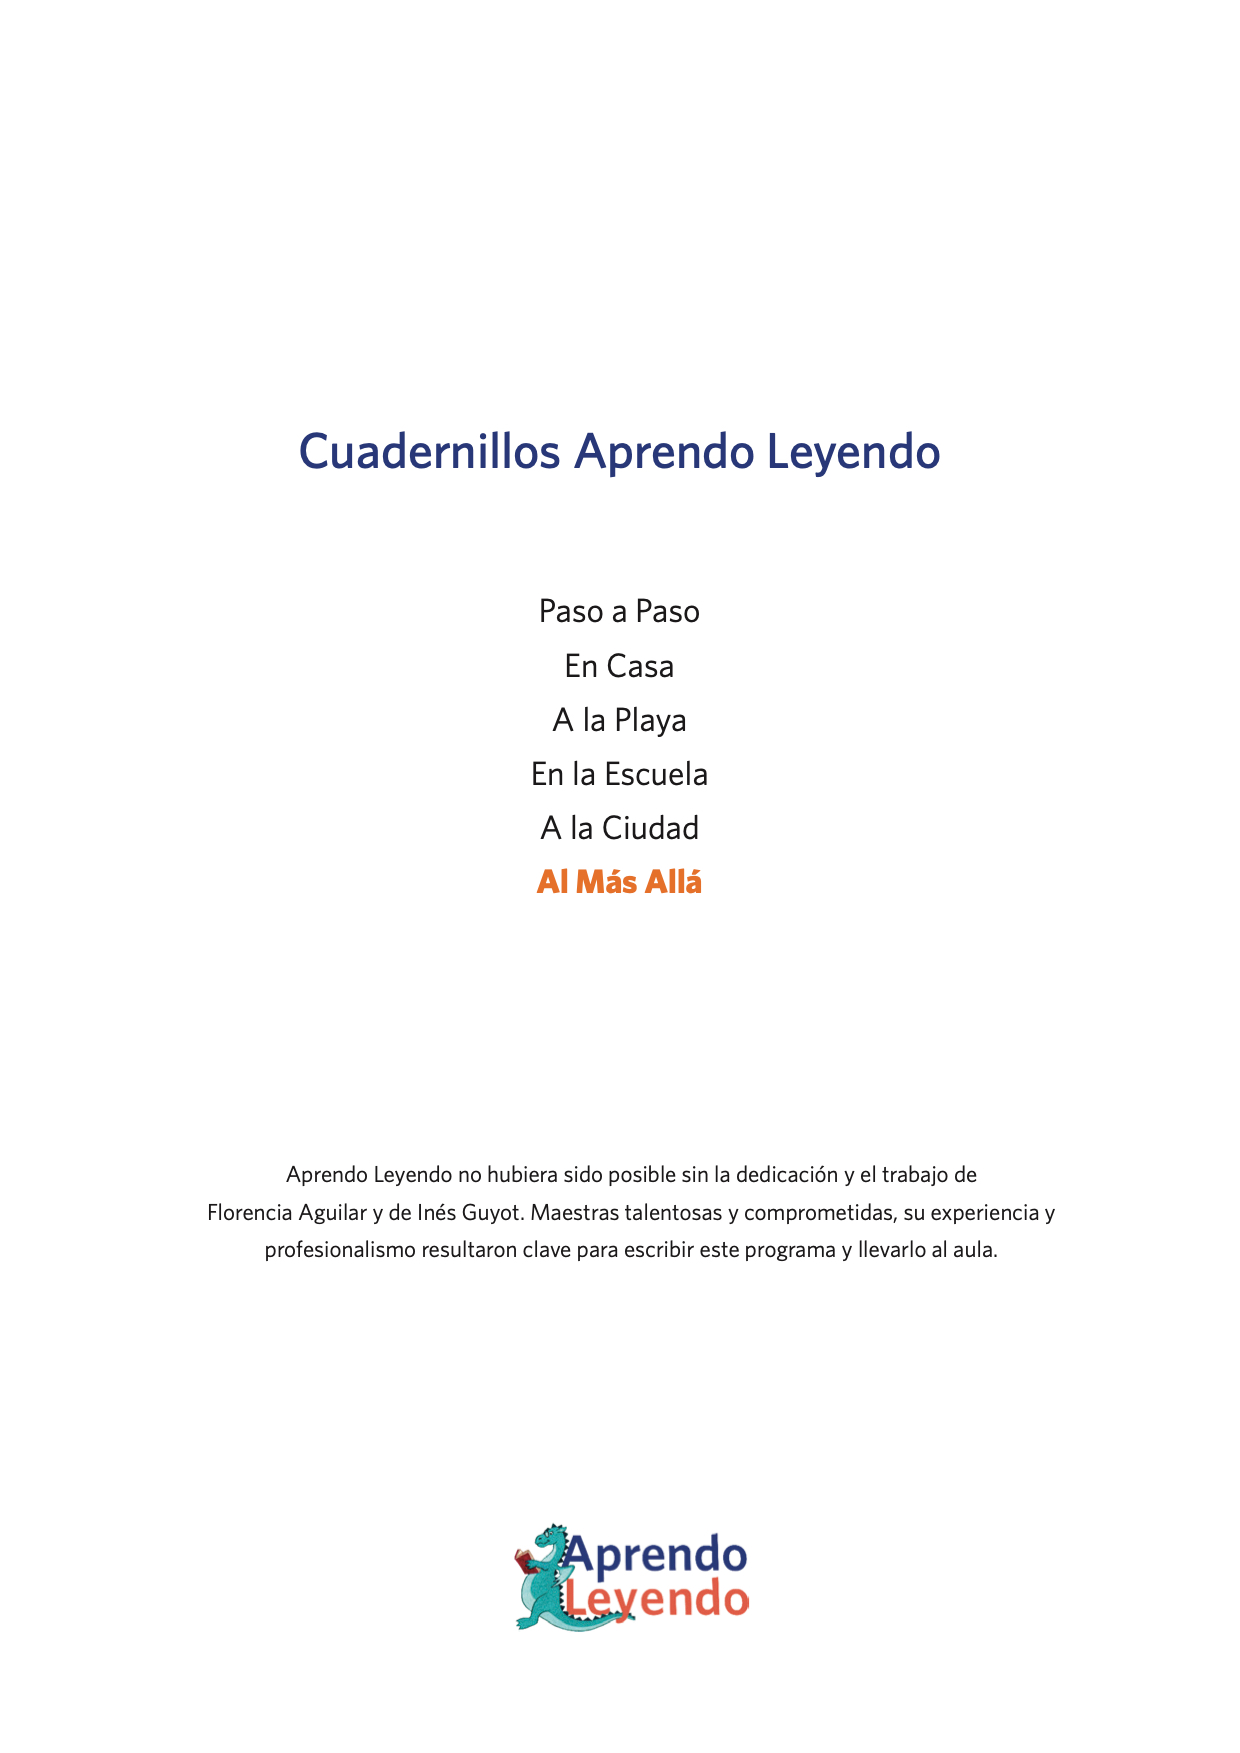 Cuadernillos Aprendo Leyendo
Paso a Paso
En Casa
A la Playa
En la Escuela
A la Ciudad
Al Más Allá
Aprendo Leyendo no hubiera sido posible sin la dedicación y el trabajo de
Florencia Aguilar y de Inés Guyot. Maestras talentosas y comprometidas, su experiencia y
profesionalismo resultaron clave para escribir este programa y llevarlo al aula.
Aprendo
Leyendo